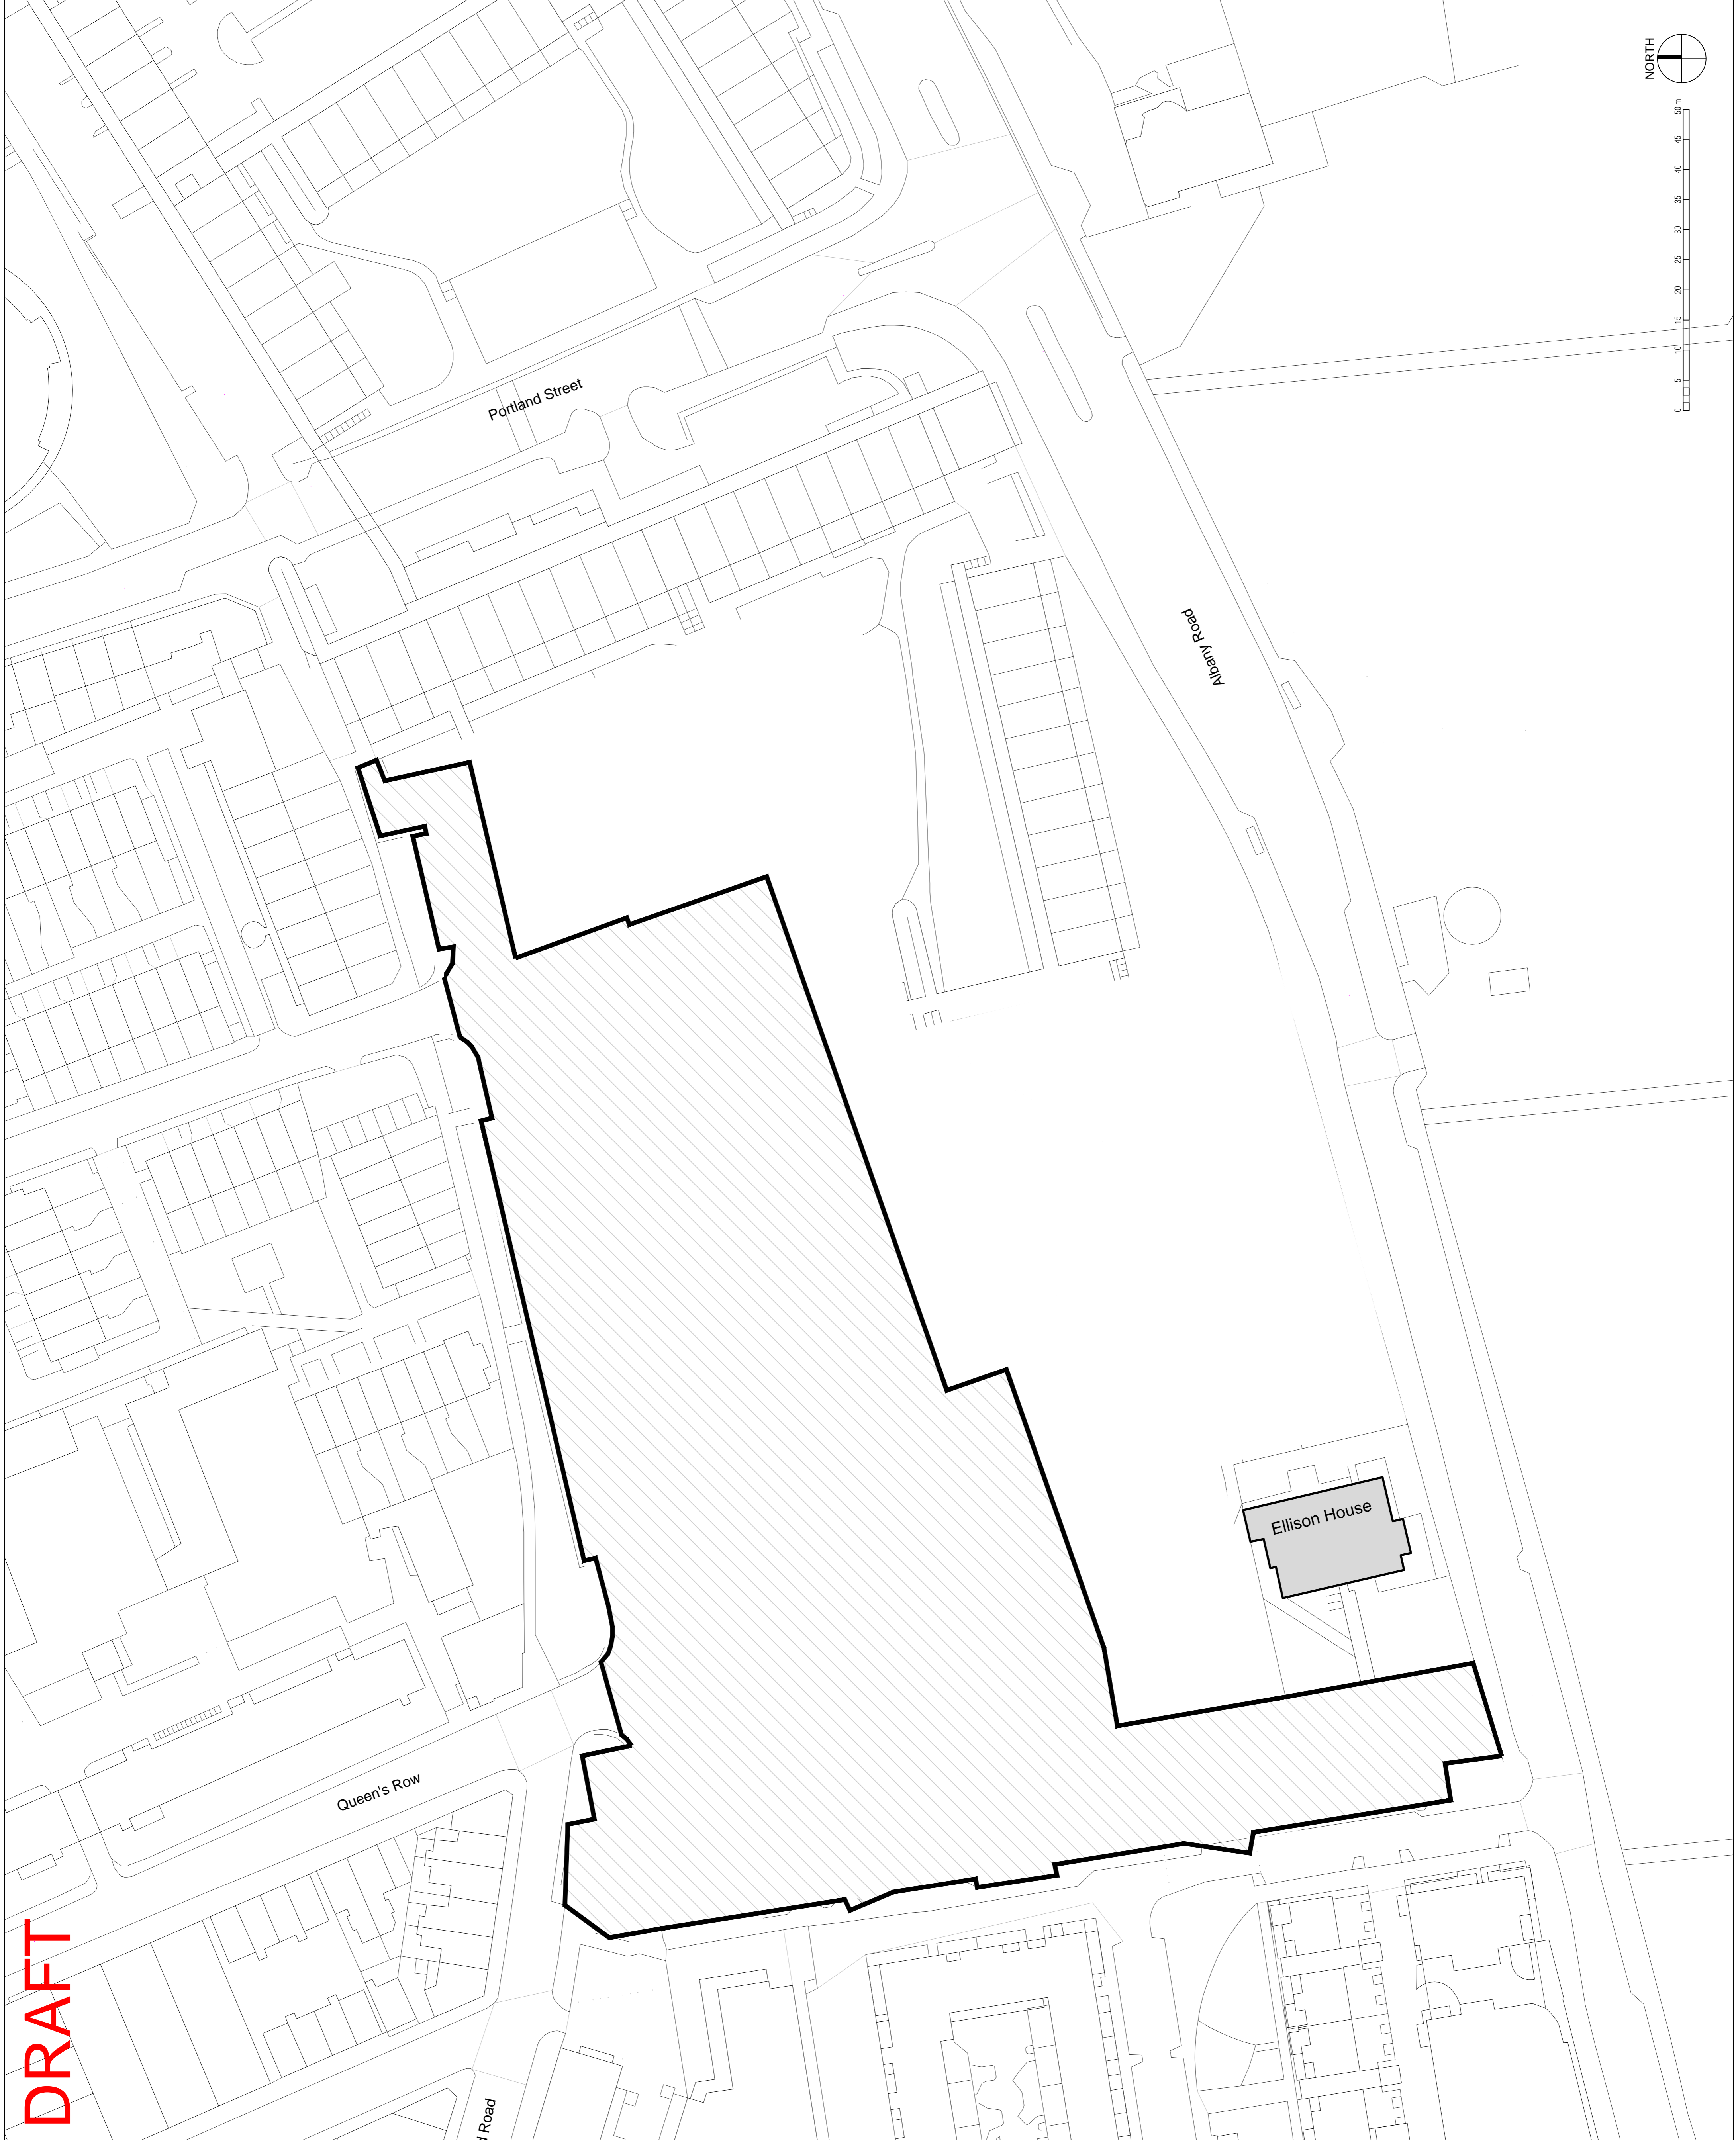 NORTH
50 m
45
40
35
30
25
20
15
10
5
0
Portland Street
Albany Road
Ellison House
Queen's Row
Road
DRAFT